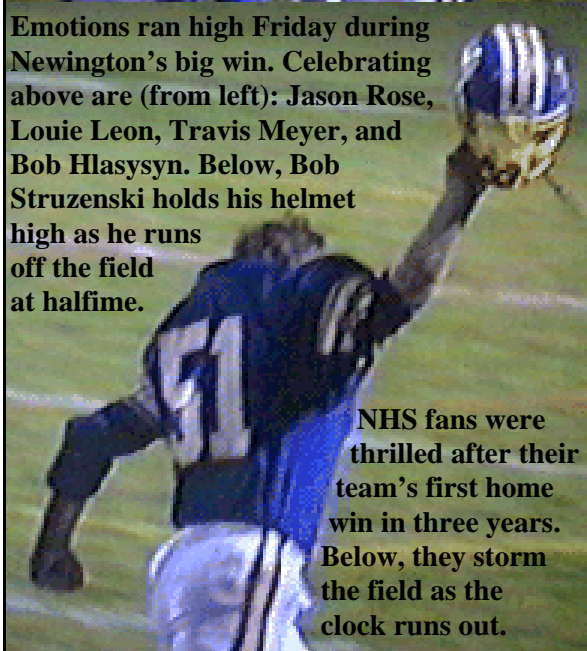 Emotions ran high Friday during
Newington's big win. Celebrating
above are (from left): Jason Rose,
Louie Leon, Travis Meyer, and
Bob Hlasysyn. Below, Bob
Struzenski holds his helmet
high as he runs
off the field
at halfime.
51
NHS fans were
thrilled after their
team's first home
win in three years.
Below, they storm
the field as the
clock runs out.